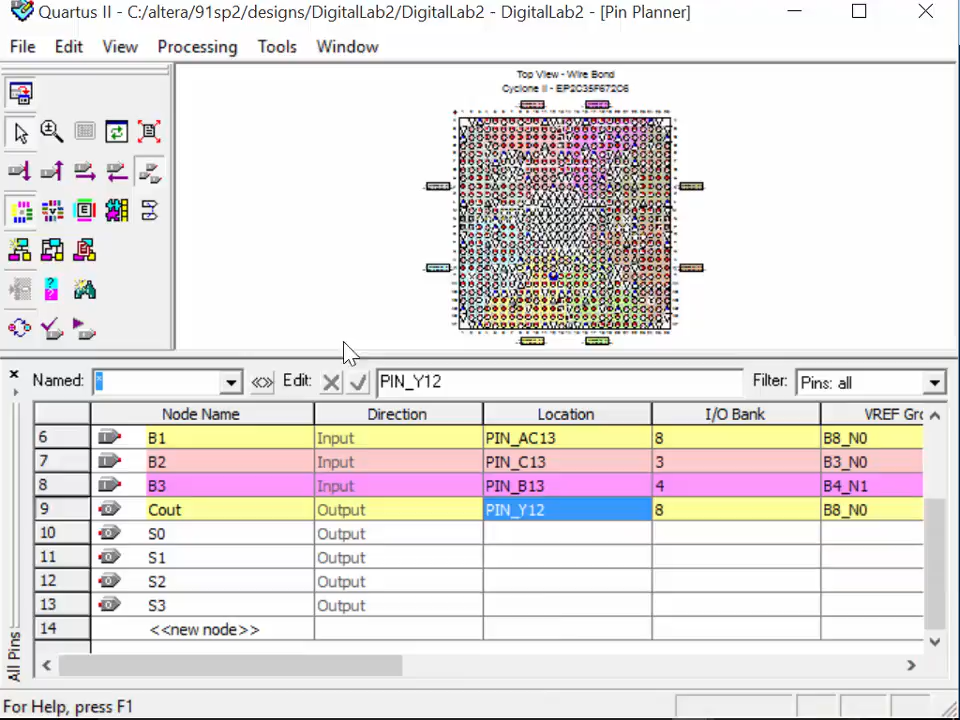 Quartus II - C:/altera/91sp2/designs/DigitalLab2/DigitalLab2 - DigitalLab2 - [Pin Planner]
File Edit View Processing Tools Window
Top View - Wire Bond
Cyclone II - EP2C35F672C6
Named: * Edit: PIN_Y12 Filter: Pins: all
Node Name Direction Location I/O Bank VREF Gro
6 B1 Input PIN_AC13 8 B8_N0
7 B2 Input PIN_C13 3 B3_N0
8 B3 Input PIN_B13 4 B4_N1
9 Cout Output PIN_Y12 8 B8_N0
10 S0 Output
11 S1 Output
12 S2 Output
13 S3 Output
14 <<new node>>
All Pins
For Help, press F1